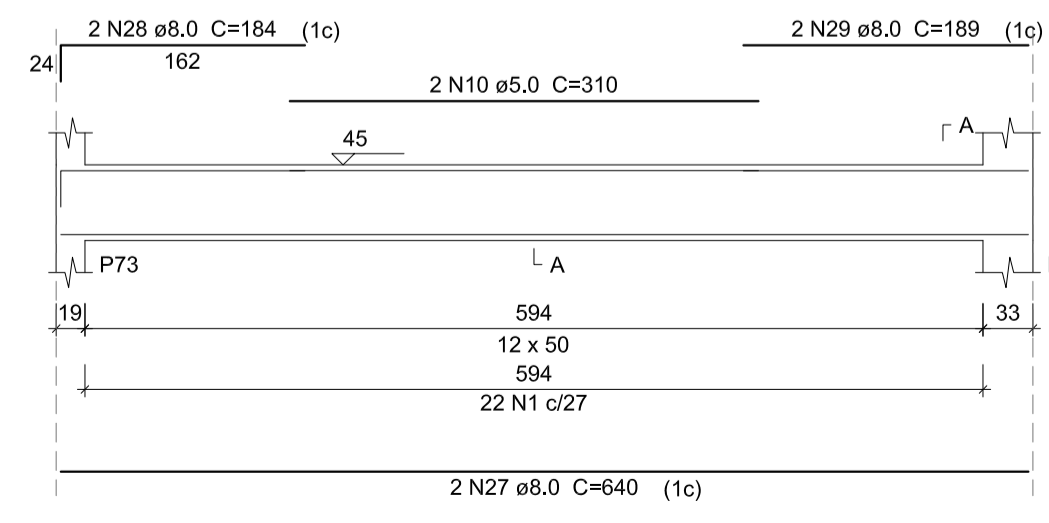 2 N28 ø8.0 C=184 (1c)
2 N29 ø8.0 C=189 (1c)
24
162
2 N10 ø5.0 C=310
A
45
P73
A
19
594
33
12 x 50
594
22 N1 c/27
2 N27 ø8.0 C=640 (1c)